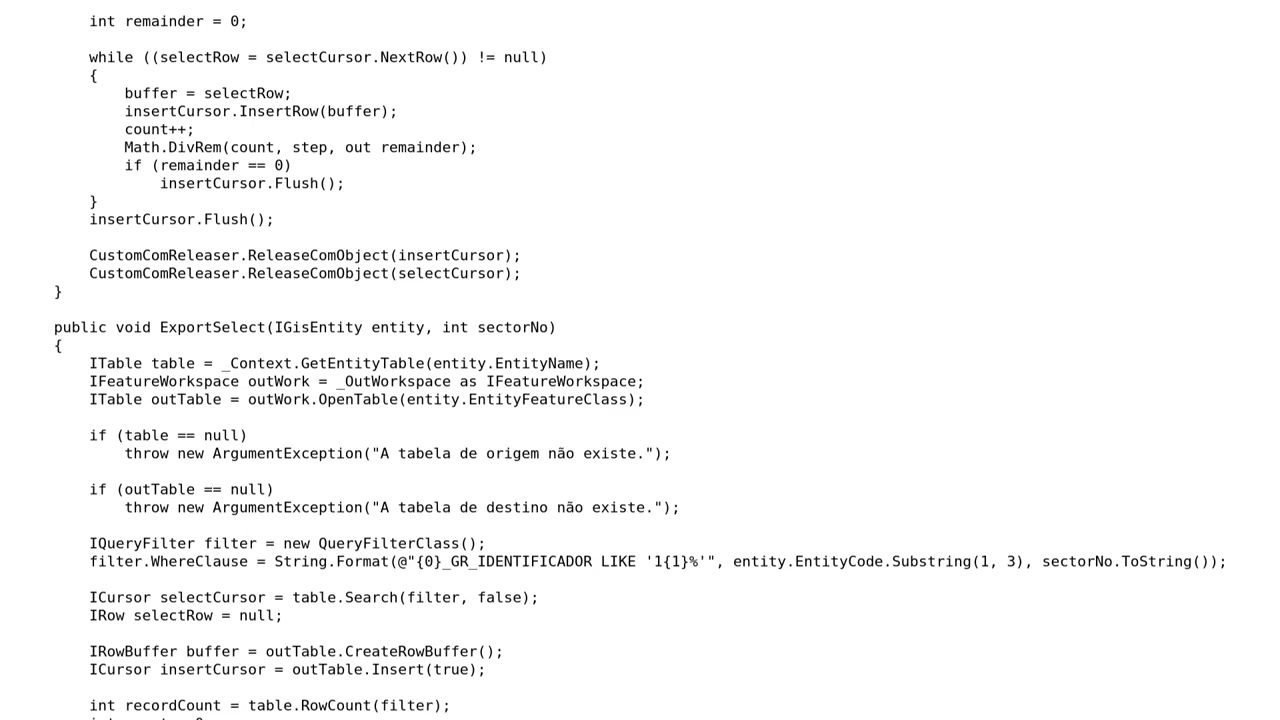 int remainder = 0;
while ((selectRow = selectCursor.NextRow()) != null)
{
buffer = selectRow;
insertCursor.InsertRow(buffer);
count++;
Math.DivRem(count, step, out remainder);
if (remainder == 0)
insertCursor.Flush();
}
insertCursor.Flush();
CustomComReleaser.ReleaseComObject(insertCursor);
CustomComReleaser.ReleaseComObject(selectCursor);
}
public void ExportSelect(IGisEntity entity, int sectorNo)
{
ITable table = _Context.GetEntityTable(entity.EntityName);
IFeatureWorkspace outWork = _OutWorkspace as IFeatureWorkspace;
ITable outTable = outWork.OpenTable(entity.EntityFeatureClass);
if (table == null)
throw new ArgumentException("A tabela de origem não existe.");
if (outTable == null)
throw new ArgumentException("A tabela de destino não existe.");
IQueryFilter filter = new QueryFilterClass();
filter.WhereClause = String.Format(@"{0}_GR_IDENTIFICADOR LIKE '1{1}%'", entity.EntityCode.Substring(1, 3), sectorNo.ToString());
ICursor selectCursor = table.Search(filter, false);
IRow selectRow = null;
IRowBuffer buffer = outTable.CreateRowBuffer();
ICursor insertCursor = outTable.Insert(true);
int recordCount = table.RowCount(filter);